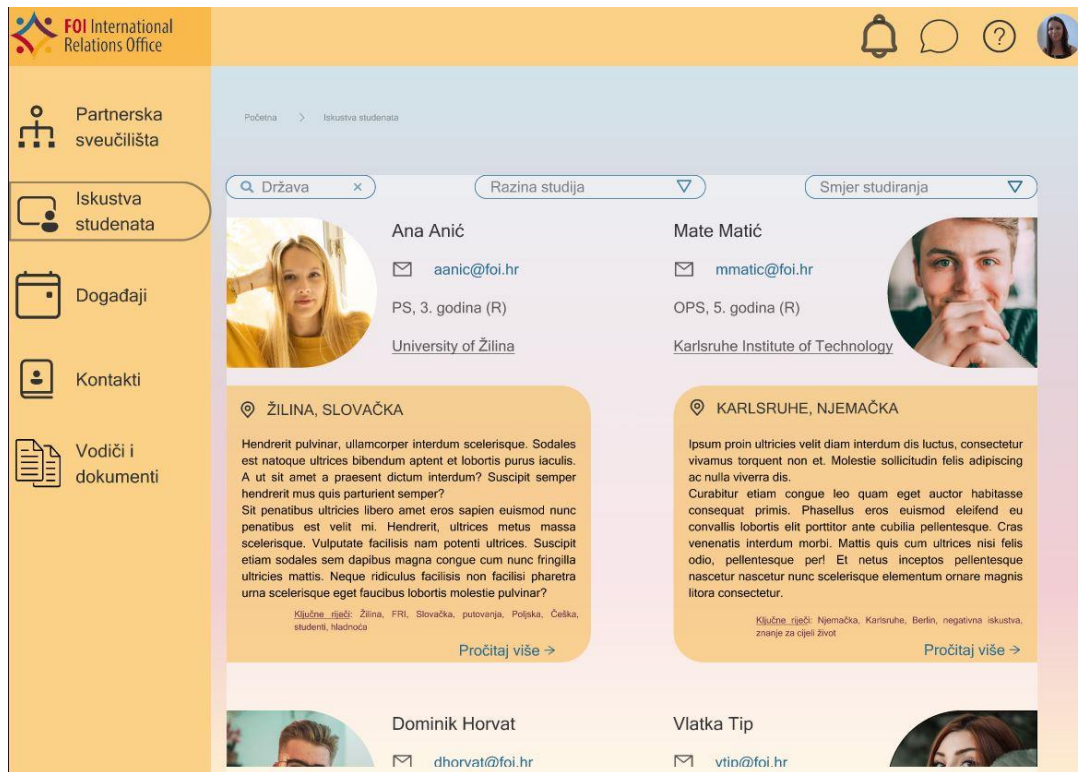 FOI International
Relations Office
Partnerska
sveučilišta
Iskustva
studenata
Događaji
Kontakti
Vodiči i
dokumenti
Početna > Iskustva studenata
Država ×
Razina studija
Smjer studiranja
Ana Anić
aanic@foi.hr
PS, 3. godina (R)
University of Žilina
Mate Matić
mmatic@foi.hr
OPS, 5. godina (R)
Karlsruhe Institute of Technology
ŽILINA, SLOVAČKA
Hendrerit pulvinar, ullamcorper interdum scelerisque. Sodales
est natoque ultrices bibendum aptent et lobortis purus iaculis.
A ut sit amet a praesent dictum interdum? Suscipit semper
hendrerit mus quis parturient semper?
Sit penatibus ultricies libero amet eros sapien euismod nunc
penatibus est velit mi. Hendrerit, ultrices metus massa
scelerisque. Vulputate facilisis nam potenti ultrices. Suscipit
etiam sodales sem dapibus magna congue cum nunc fringilla
ultricies mattis. Neque ridiculus facilisis non facilisi pharetra
urna scelerisque eget faucibus lobortis molestie pulvinar?
Ključne riječi: Žilina, FRI, Slovačka, putovanja, Poljska, Češka,
studenti, hladnoća
Pročitaj više →
KARLSRUHE, NJEMAČKA
Ipsum proin ultricies velit diam interdum dis luctus, consectetur
vivamus torquent non et. Molestie sollicitudin felis adipiscing
ac nulla viverra dis.
Curabitur etiam congue leo quam eget auctor habitasse
consequat primis. Phasellus eros euismod eleifend eu
convallis lobortis elit porttitor ante cubilia pellentesque. Cras
venenatis interdum morbi. Mattis quis cum ultrices nisi felis
odio, pellentesque per! Et netus inceptos pellentesque
nascetur nascetur nunc scelerisque elementum ornare magnis
litora consectetur.
Ključne riječi: Njemačka, Karlsruhe, Berlin, negativna iskustva,
znanje za cijeli život
Pročitaj više →
Dominik Horvat
dhorvat@foi.hr
Vlatka Tip
vtip@foi.hr